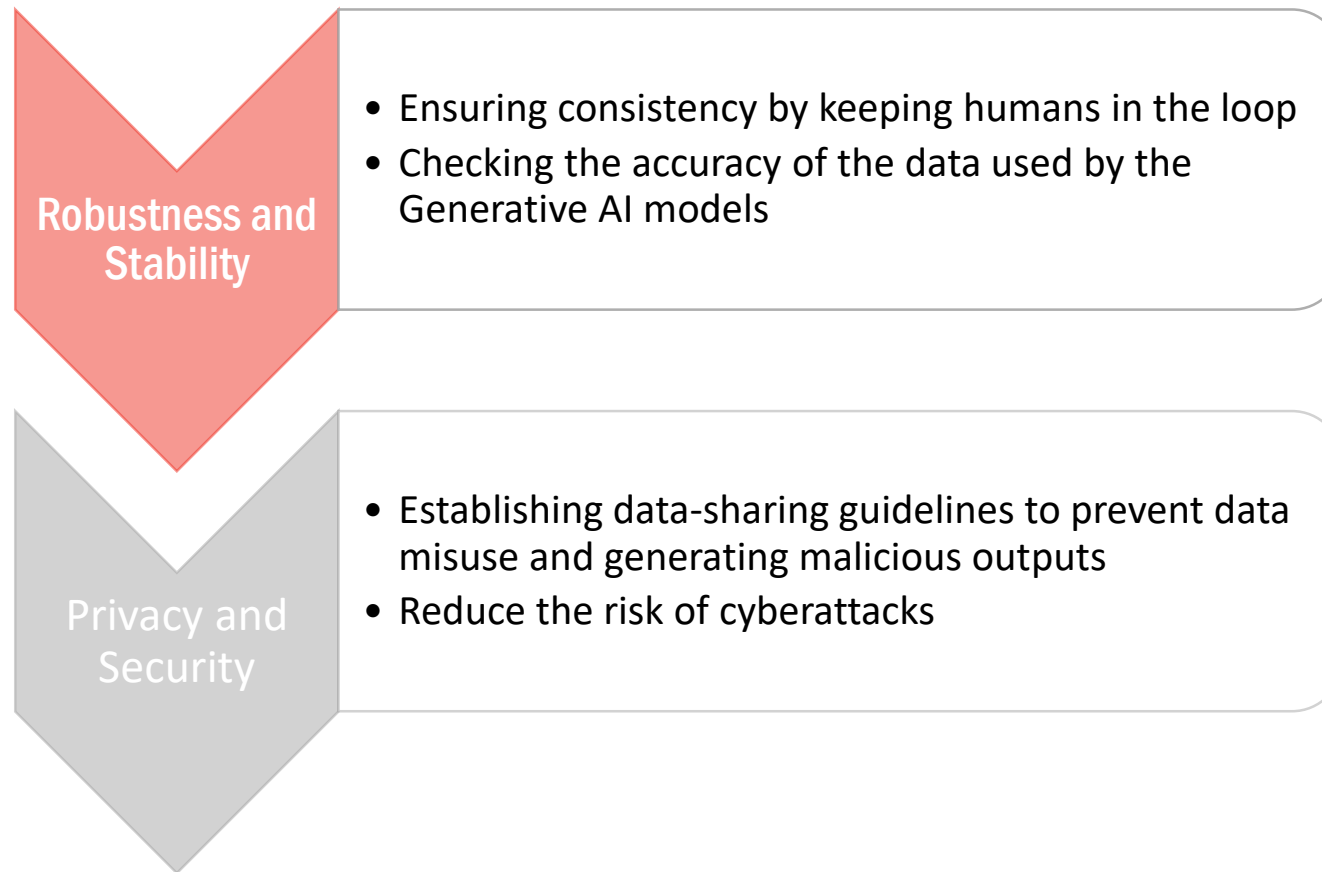 Robustness and
Stability
• Ensuring consistency by keeping humans in the loop
• Checking the accuracy of the data used by the
Generative AI models
Privacy and
Security
• Establishing data-sharing guidelines to prevent data
misuse and generating malicious outputs
• Reduce the risk of cyberattacks